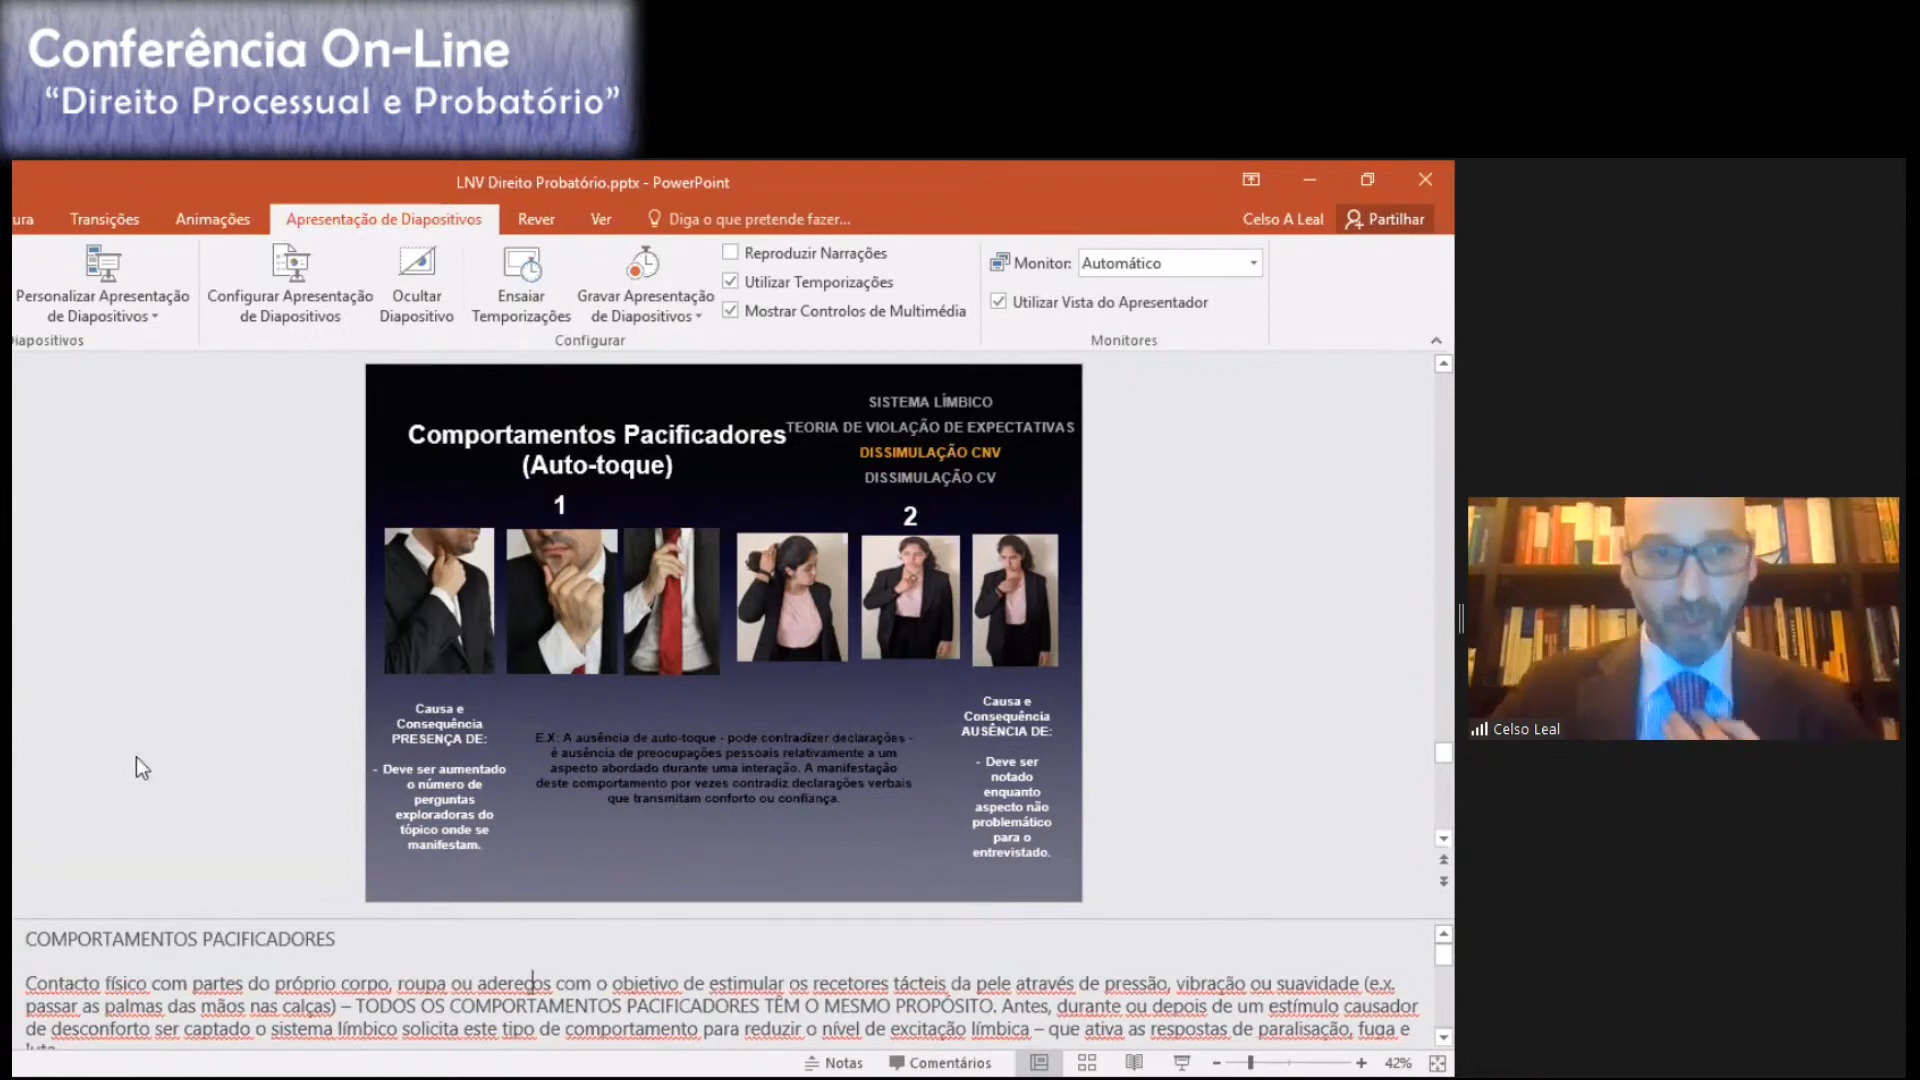 Conferência On-Line
“Direito Processual e Probatório”
LNV Direito Probatório.pptx - PowerPoint
ura
Transições
Animações
Apresentação de Diapositivos
Rever
Ver
Diga o que pretende fazer...
Celso A Leal
Partilhar
Personalizar Apresentação
de Diapositivos
Configurar Apresentação
de Diapositivos
Ocultar
Diapositivo
Ensaiar
Temporizações
Gravar Apresentação
de Diapositivos
Reproduzir Narrações
Utilizar Temporizações
Mostrar Controlos de Multimédia
Monitor: Automático
Utilizar Vista do Apresentador
iapositivos
Configurar
Monitores
Comportamentos Pacificadores
(Auto-toque)
SISTEMA LÍMBICO
TEORIA DE VIOLAÇÃO DE EXPECTATIVAS
DISSIMULAÇÃO CNV
DISSIMULAÇÃO CV
1
2
Causa e
Consequência
PRESENÇA DE:
- Deve ser aumentado
o número de
perguntas
exploradoras do
tópico onde se
manifestam.
E.X: A ausência de auto-toque - pode contradizer declarações -
é ausência de preocupações pessoais relativamente a um
aspecto abordado durante uma interação. A manifestação
deste comportamento por vezes contradiz declarações verbais
que transmitam conforto ou confiança.
Causa e
Consequência
AUSÊNCIA DE:
- Deve ser
notado
enquanto
aspecto não
problemático
para o
entrevistado.
Celso Leal
COMPORTAMENTOS PACIFICADORES
Contacto físico com partes do próprio corpo, roupa ou adereços com o objetivo de estimular os recetores tácteis da pele através de pressão, vibração ou suavidade (e.x.
passar as palmas das mãos nas calças) – TODOS OS COMPORTAMENTOS PACIFICADORES TÊM O MESMO PROPÓSITO. Antes, durante ou depois de um estímulo causador
de desconforto ser captado o sistema límbico solicita este tipo de comportamento para reduzir o nível de excitação límbica – que ativa as respostas de paralisação, fuga e
Notas
Comentários
42%